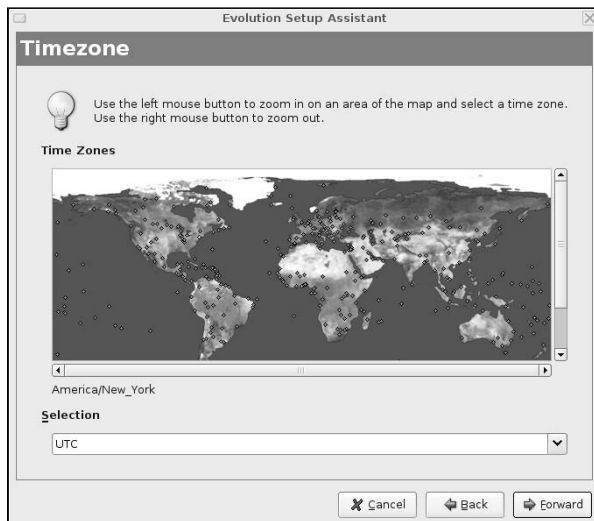 Evolution Setup Assistant
Timezone
Use the left mouse button to zoom in on an area of the map and select a time zone.
Use the right mouse button to zoom out.
Time Zones
America/New_York
Selection
UTC
Cancel
Back
Forward